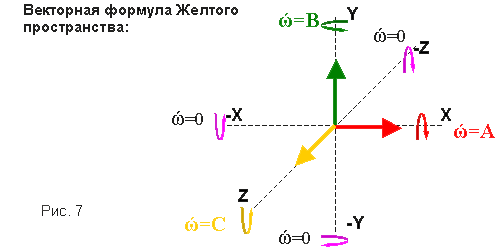 Векторная формула Желтого
пространства:
ώ=B
Y
ώ=0
-Z
ώ=0
-X
X
ώ=A
Z
ώ=C
-Y
ώ=0
Рис. 7